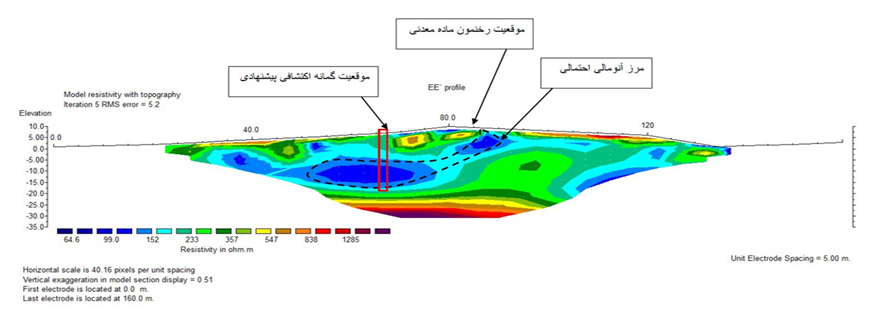 موقعیت رخنمون ماده معدنی
مرز آنومالی احتمالی
موقعیت گمانه اکتشافی پیشنهادی
EE` profile
Model resistivity with topography
Iteration 5 RMS error = 5.2
Elevation
10.0
5.0
0.0
-5.0
-10.0
-15.0
-20.0
-25.0
-30.0
-35.0
0.0
40.0
80.0
120
64.6 99.0 152 233 357 547 838 1285
Resistivity in ohm.m
Unit Electrode Spacing = 5.00 m.
Horizontal scale is 40.16 pixels per unit spacing
Vertical exaggeration in model section display = 0.51
First electrode is located at 0.0 m.
Last electrode is located at 160.0 m.